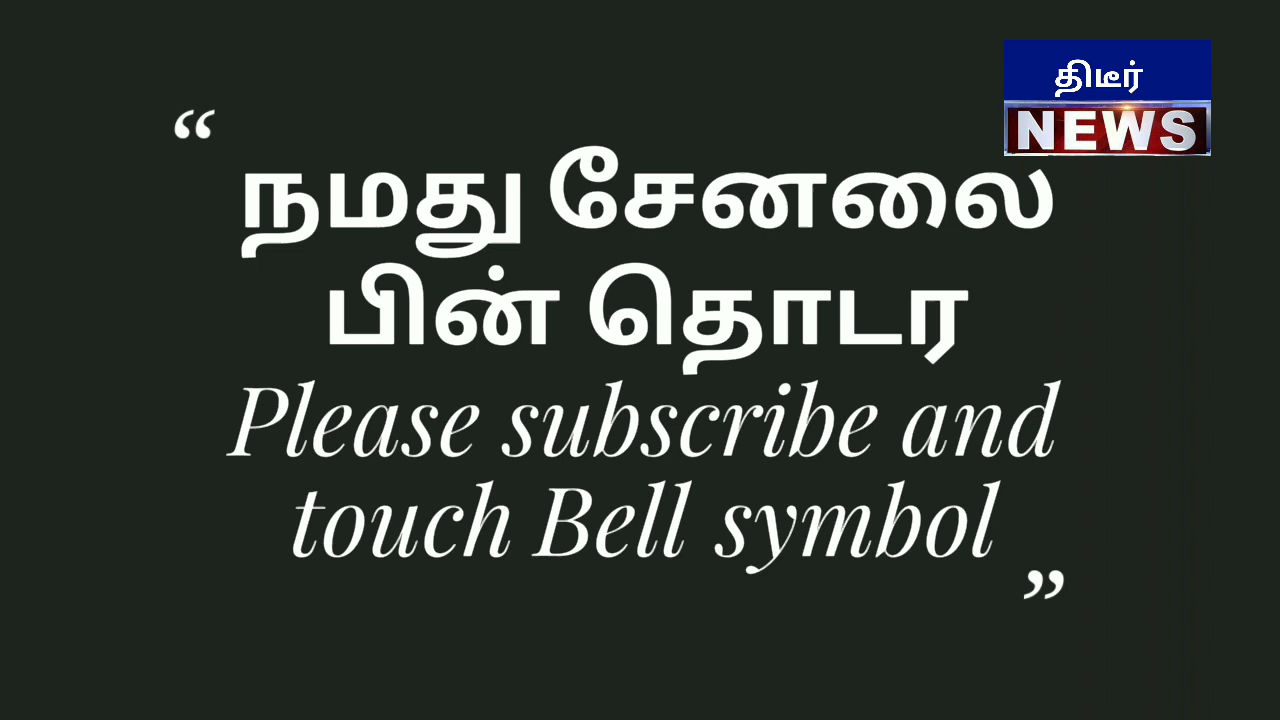 திடீர்
NEWS
“
நமது சேனலை
பின் தொடர
Please subscribe and
touch Bell symbol
”